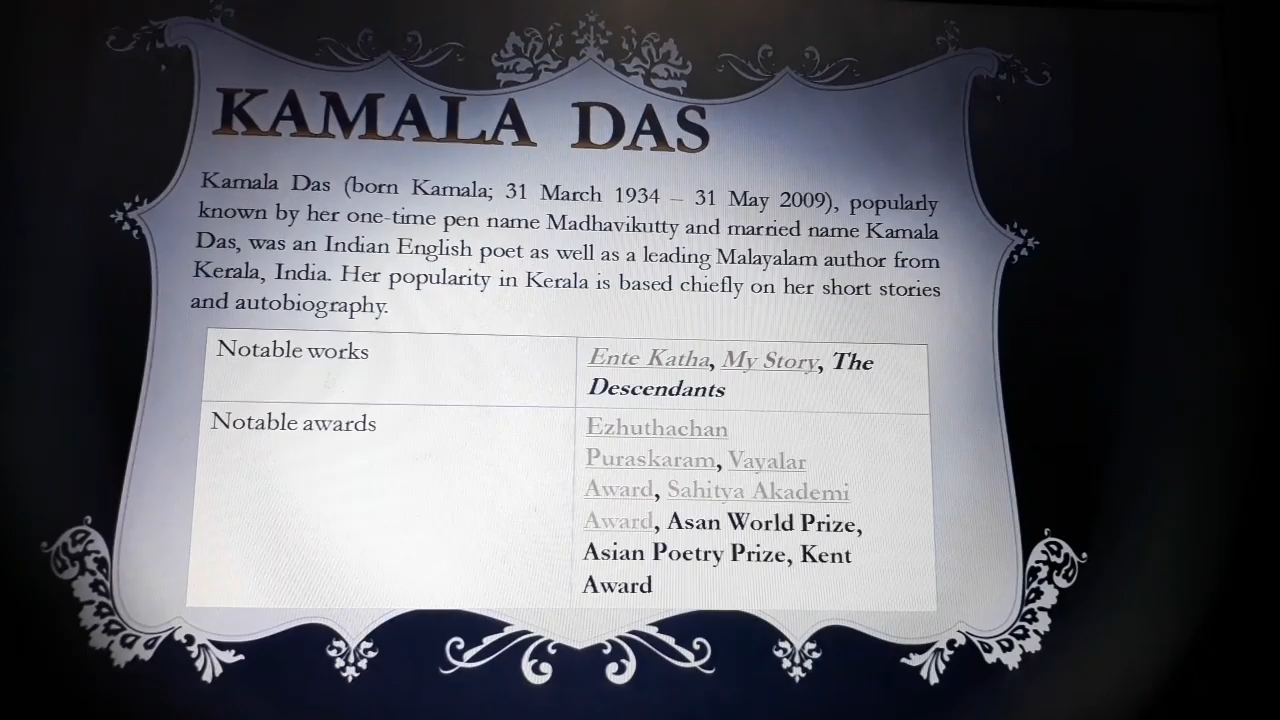 KAMALA DAS
Kamala Das (born Kamala; 31 March 1934 – 31 May 2009), popularly
known by her one-time pen name Madhavikutty and married name Kamala
Das, was an Indian English poet as well as a leading Malayalam author from
Kerala, India. Her popularity in Kerala is based chiefly on her short stories
and autobiography.
Notable works
Ente Katha, My Story, The
Descendants
Notable awards
Ezhuthachan
Puraskaram, Vayalar
Award, Sahitya Akademi
Award, Asan World Prize,
Asian Poetry Prize, Kent
Award